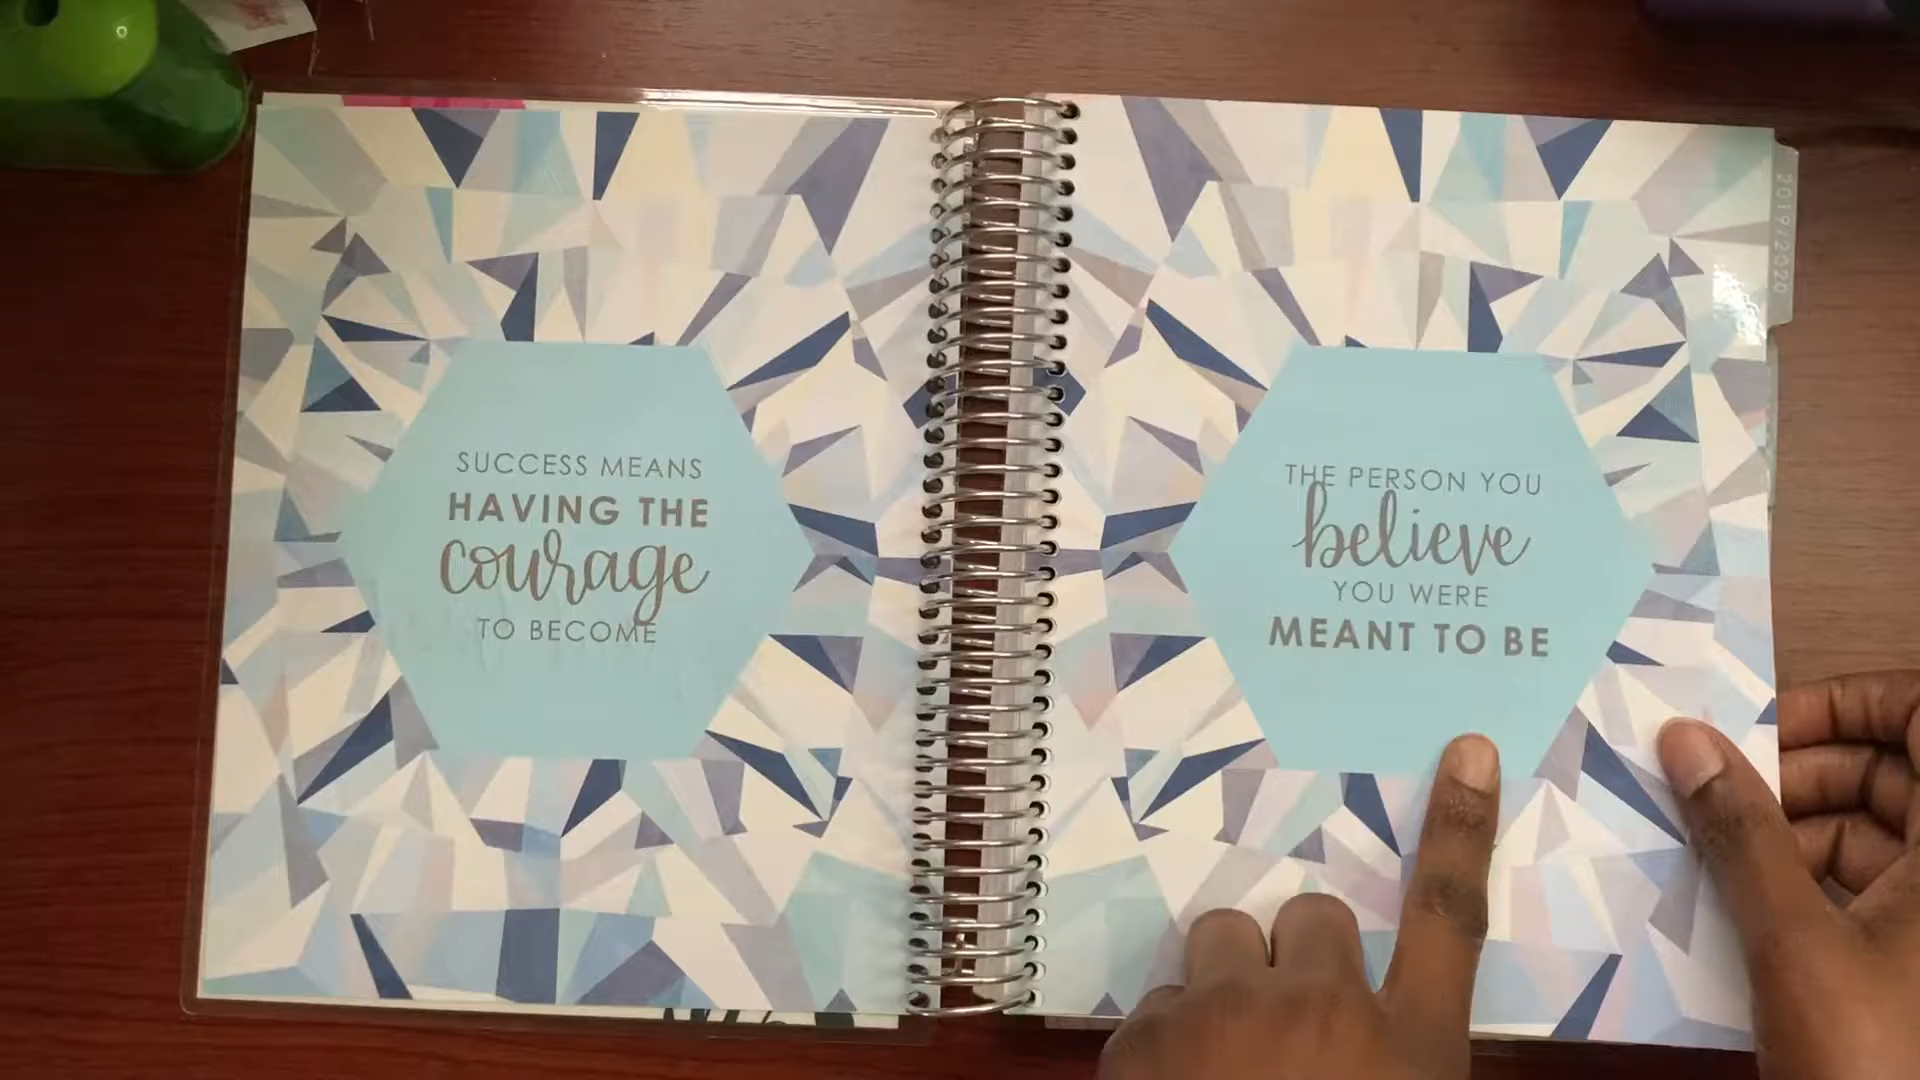 SUCCESS MEANS
HAVING THE
courage
TO BECOME
THE PERSON YOU
believe
YOU WERE
MEANT TO BE
2019/2020